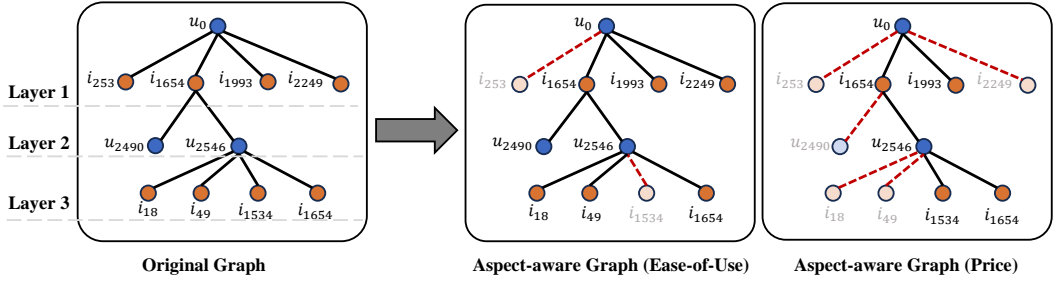 u₀
i₂₅₃ i₁₆₅₄ i₁₉₉₃ i₂₂₄₉
Layer 1
Layer 2
u₂₄₉₀ u₂₅₄₆
Layer 3
i₁₈ i₄₉ i₁₅₃₄ i₁₆₅₄
Original Graph
u₀
i₂₅₃ i₁₆₅₄ i₁₉₉₃ i₂₂₄₉
u₂₄₉₀ u₂₅₄₆
i₁₈ i₄₉ i₁₅₃₄ i₁₆₅₄
Aspect-aware Graph (Ease-of-Use)
u₀
i₂₅₃ i₁₆₅₄ i₁₉₉₃ i₂₂₄₉
u₂₄₉₀ u₂₅₄₆
i₁₈ i₄₉ i₁₅₃₄ i₁₆₅₄
Aspect-aware Graph (Price)